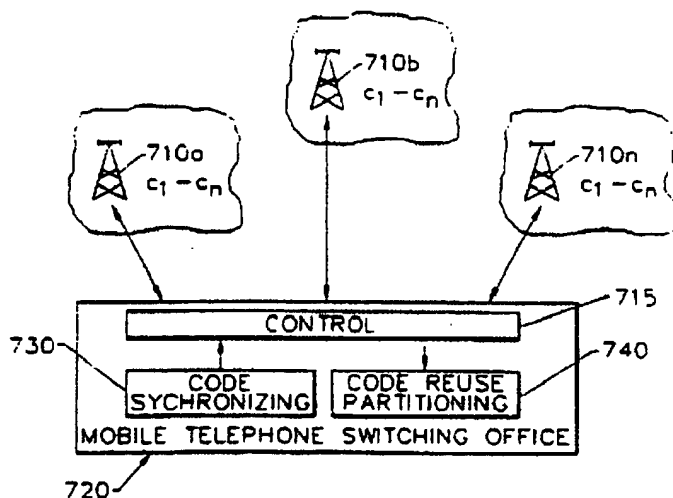 710b
c1 – cn
710a
c1 – cn
710n
c1 – cn
715
CONTROL
730
740
CODE
SYCHRONIZING
CODE REUSE
PARTITIONING
MOBILE TELEPHONE SWITCHING OFFICE
720